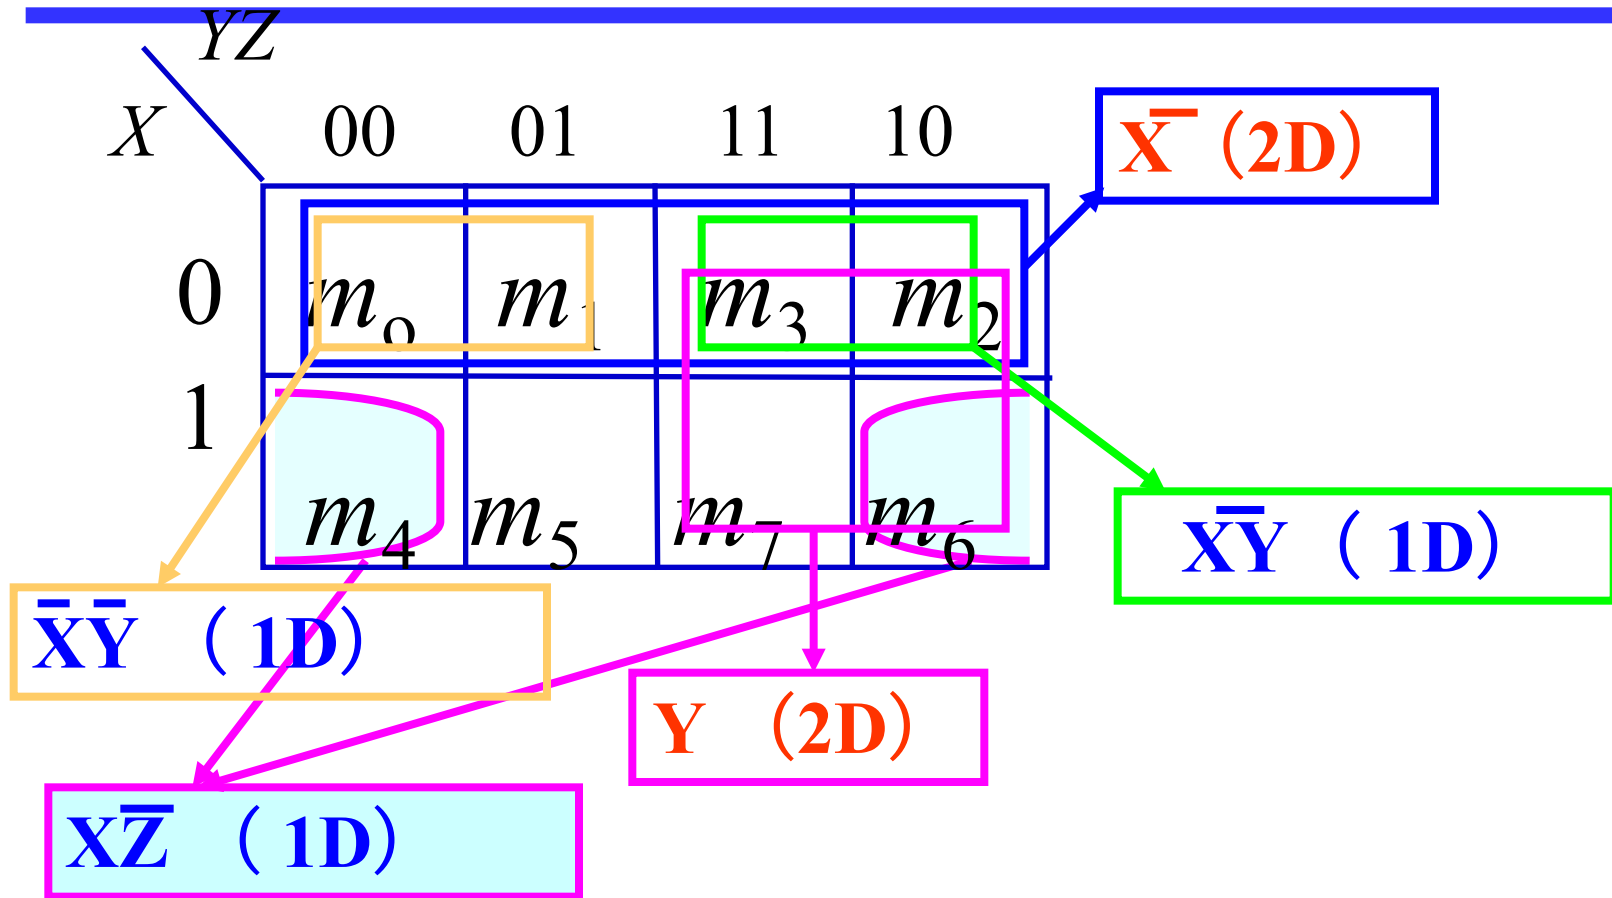 YZ
X 00 01 11 10
X̅ (2D)
0 m₀ m₁ m₃ m₂
1
m₄ m₅ m₇ m₆
X̅Y ( 1D)
X̅Y̅ ( 1D)
Y (2D)
XZ̅ ( 1D)